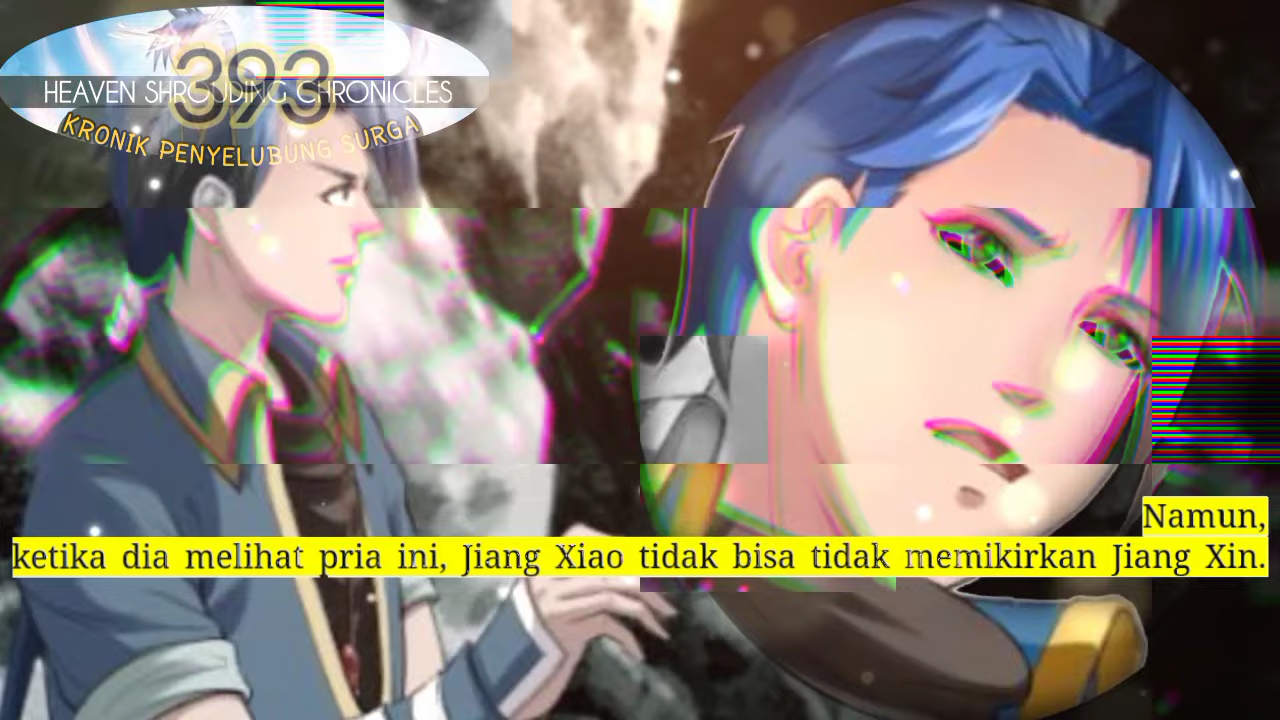 393
HEAVEN SHROUDING CHRONICLES
KRONIK PENYELUBUNG SURGA
Namun,
ketika dia melihat pria ini, Jiang Xiao tidak bisa tidak memikirkan Jiang Xin.